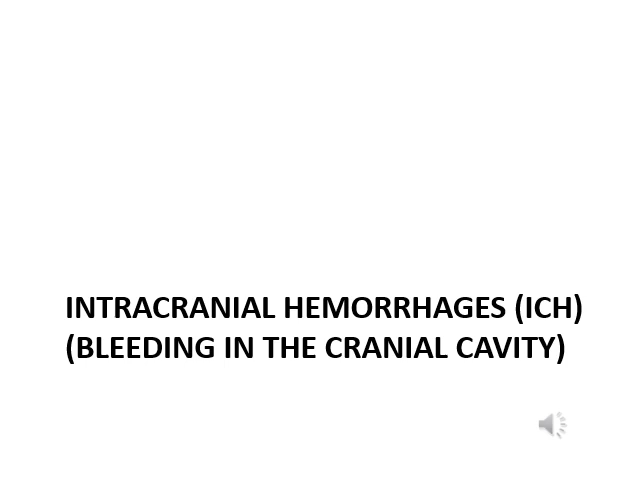 INTRACRANIAL HEMORRHAGES (ICH)
(BLEEDING IN THE CRANIAL CAVITY)